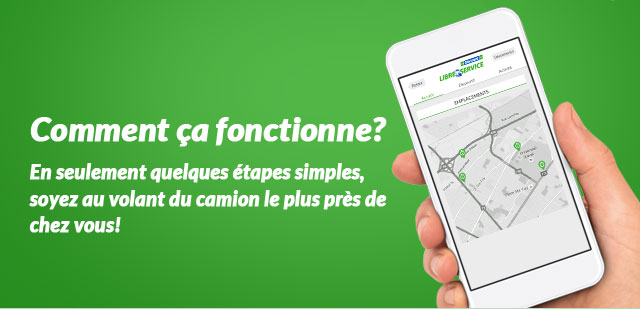 Comment ça fonctionne?
En seulement quelques étapes simples,
soyez au volant du camion le plus près de
chez vous!
LIBRE SERVICE
Accueil
EMPLACEMENTS